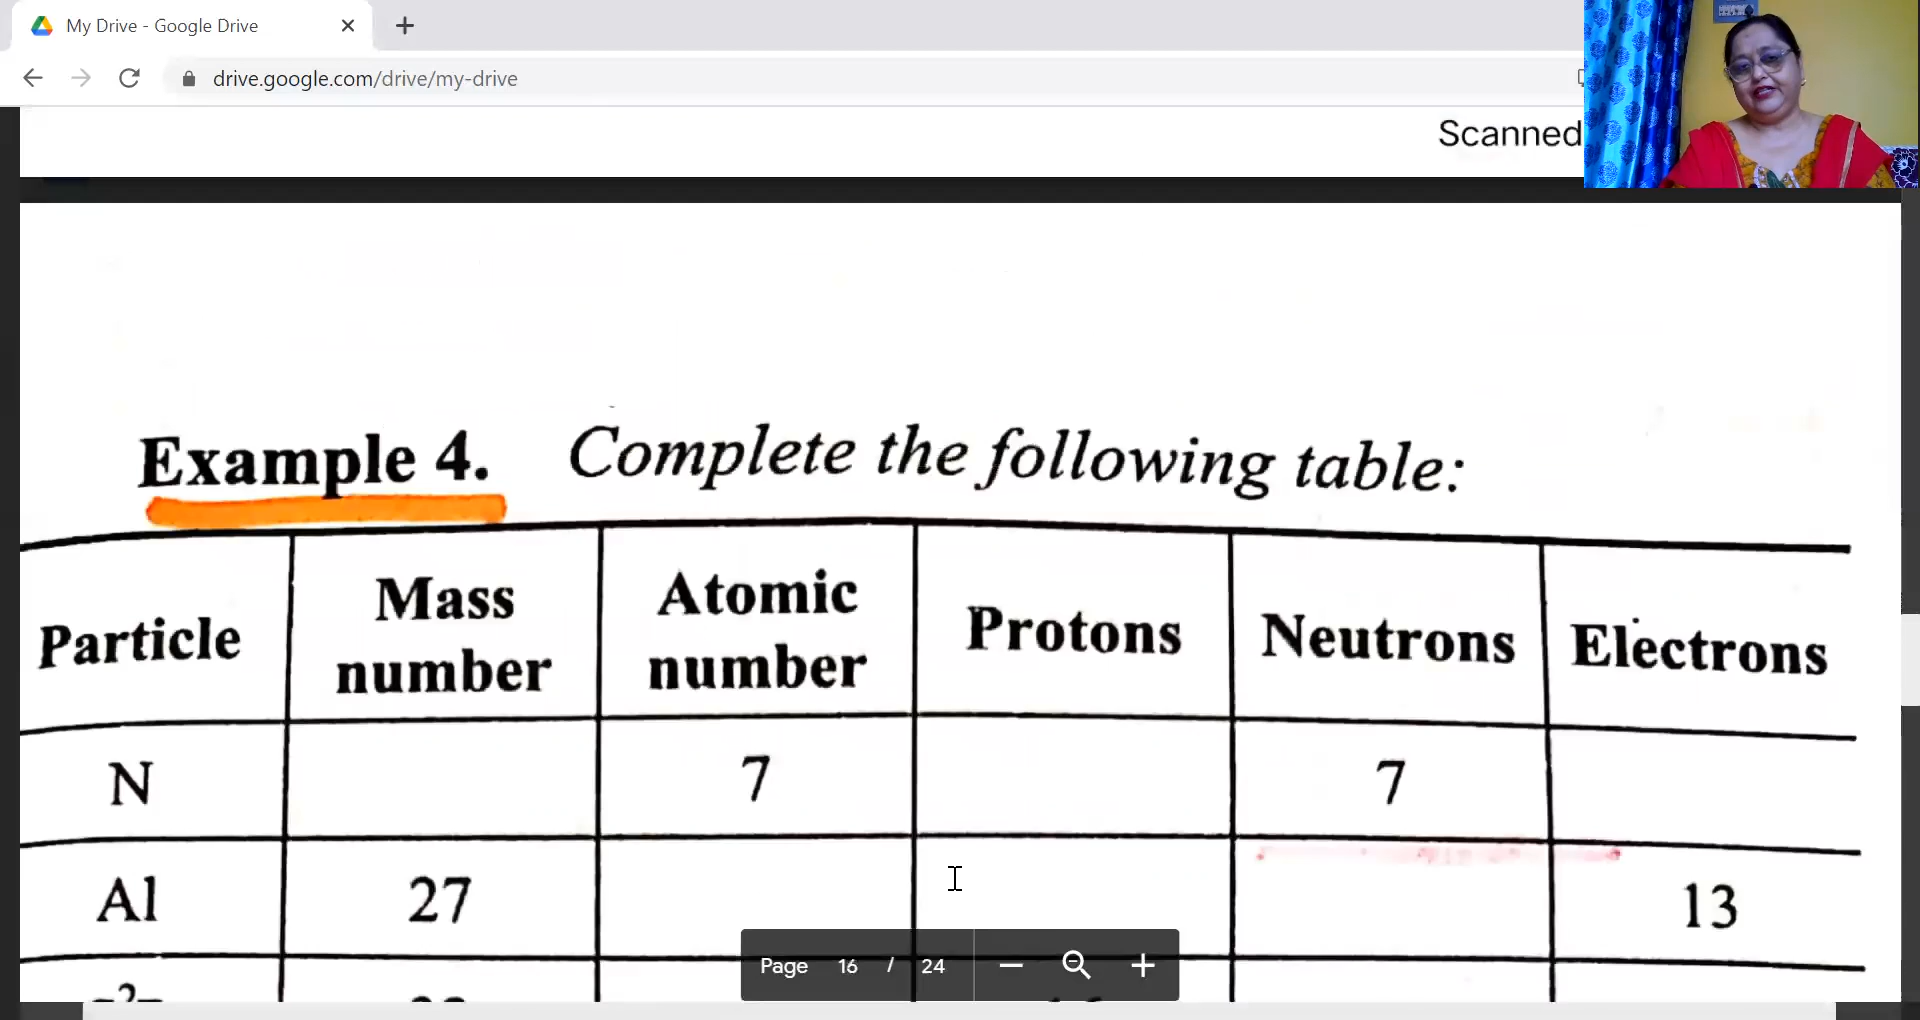 My Drive - Google Drive
drive.google.com/drive/my-drive
Scanned
Example 4. Complete the following table:
Particle Mass number Atomic number Protons Neutrons Electrons
N 7 7
Al 27 13
Page 16 / 24